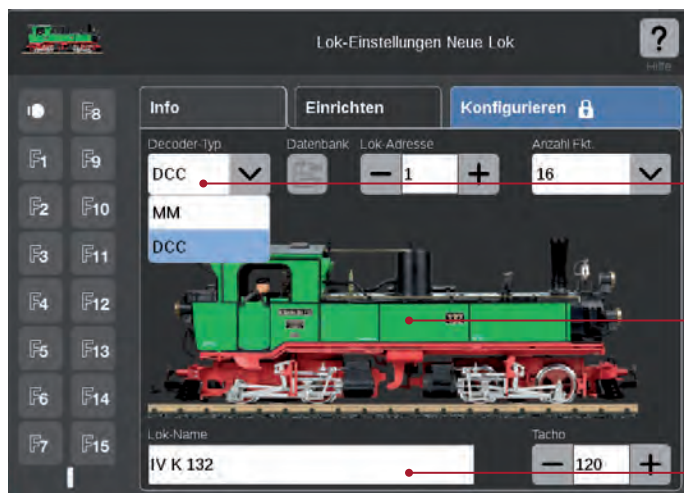 Lok-Einstellungen Neue Lok
?
Hilfe
F8
F1 F9
F2 F10
F3 F11
F4 F12
F5 F13
F6 F14
F7 F15
Info Einrichten Konfigurieren
Decoder-Typ Datenbank Lok-Adresse Anzahl Fkt.
DCC 1 16
MM
DCC
132
Lok-Name Tacho
IV K 132 120